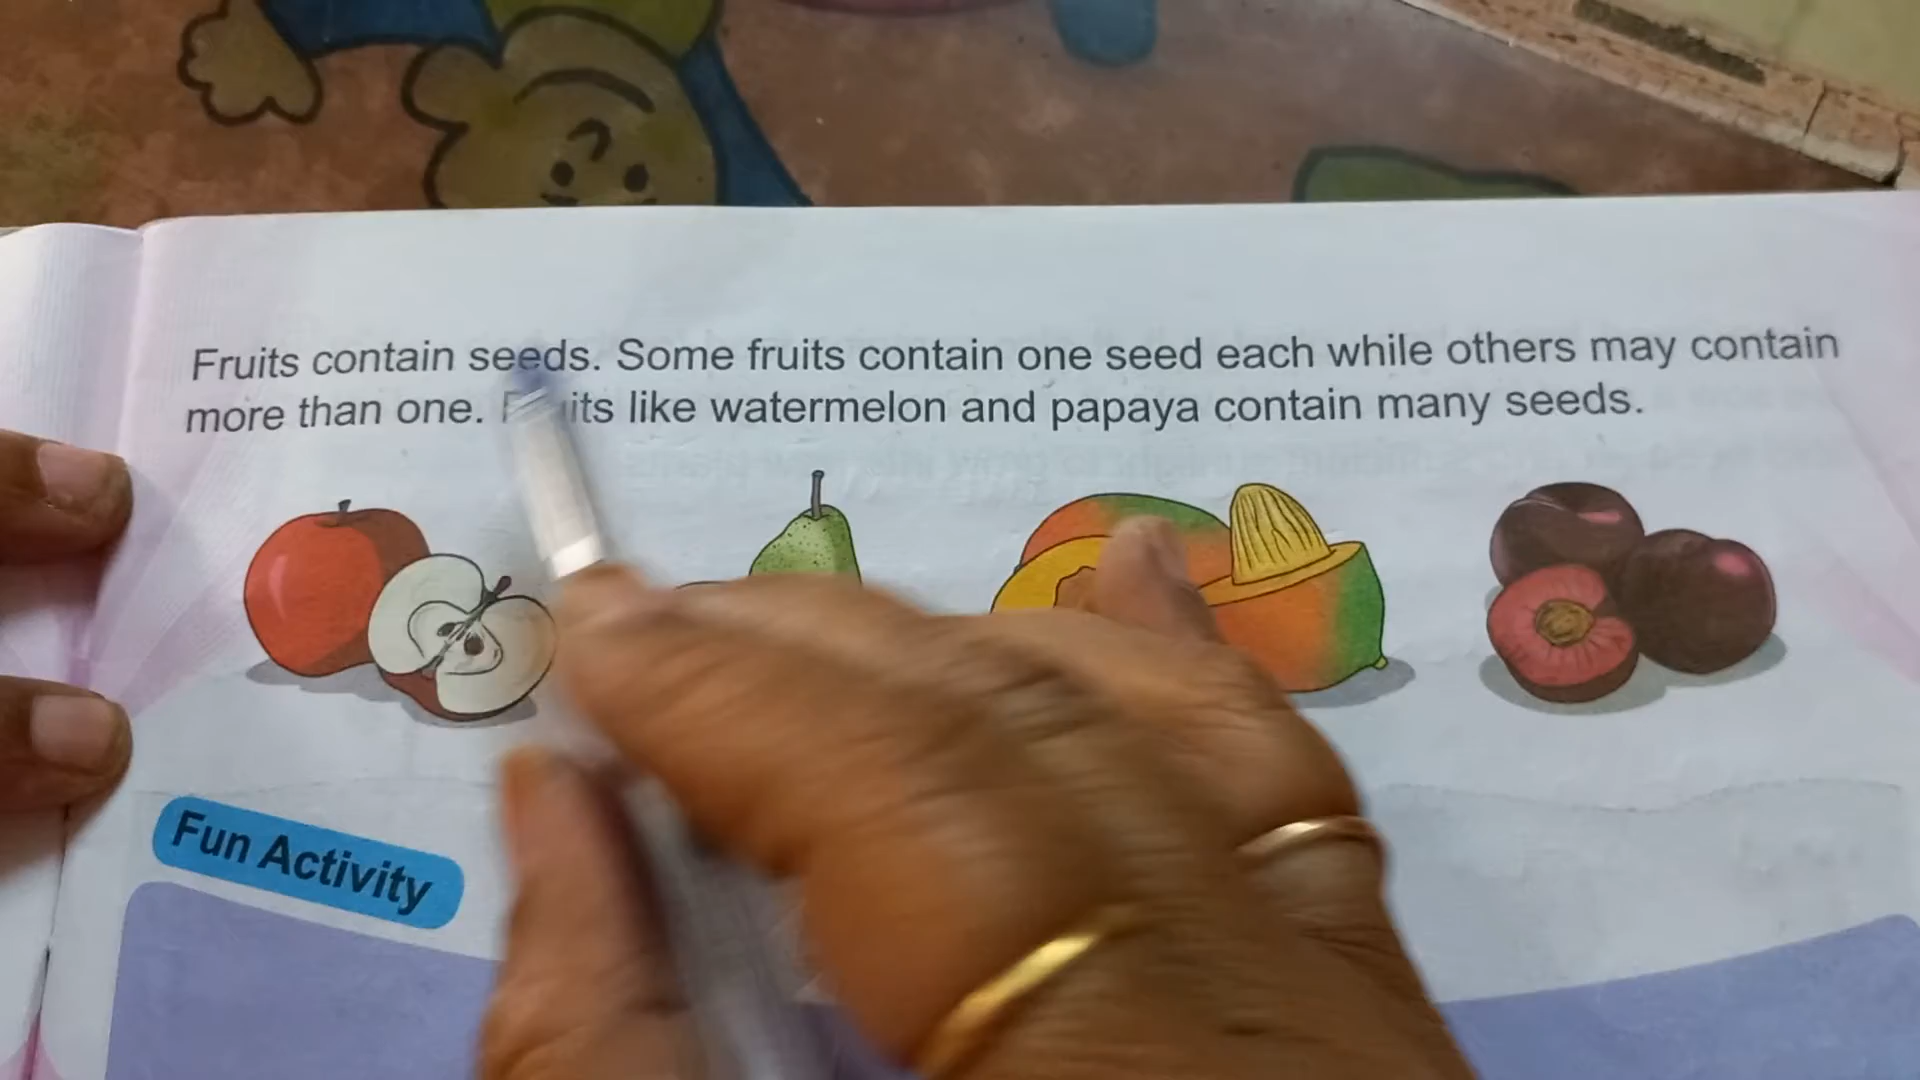 Fruits contain seeds. Some fruits contain one seed each while others may contain
more than one. Fruits like watermelon and papaya contain many seeds.
Fun Activity